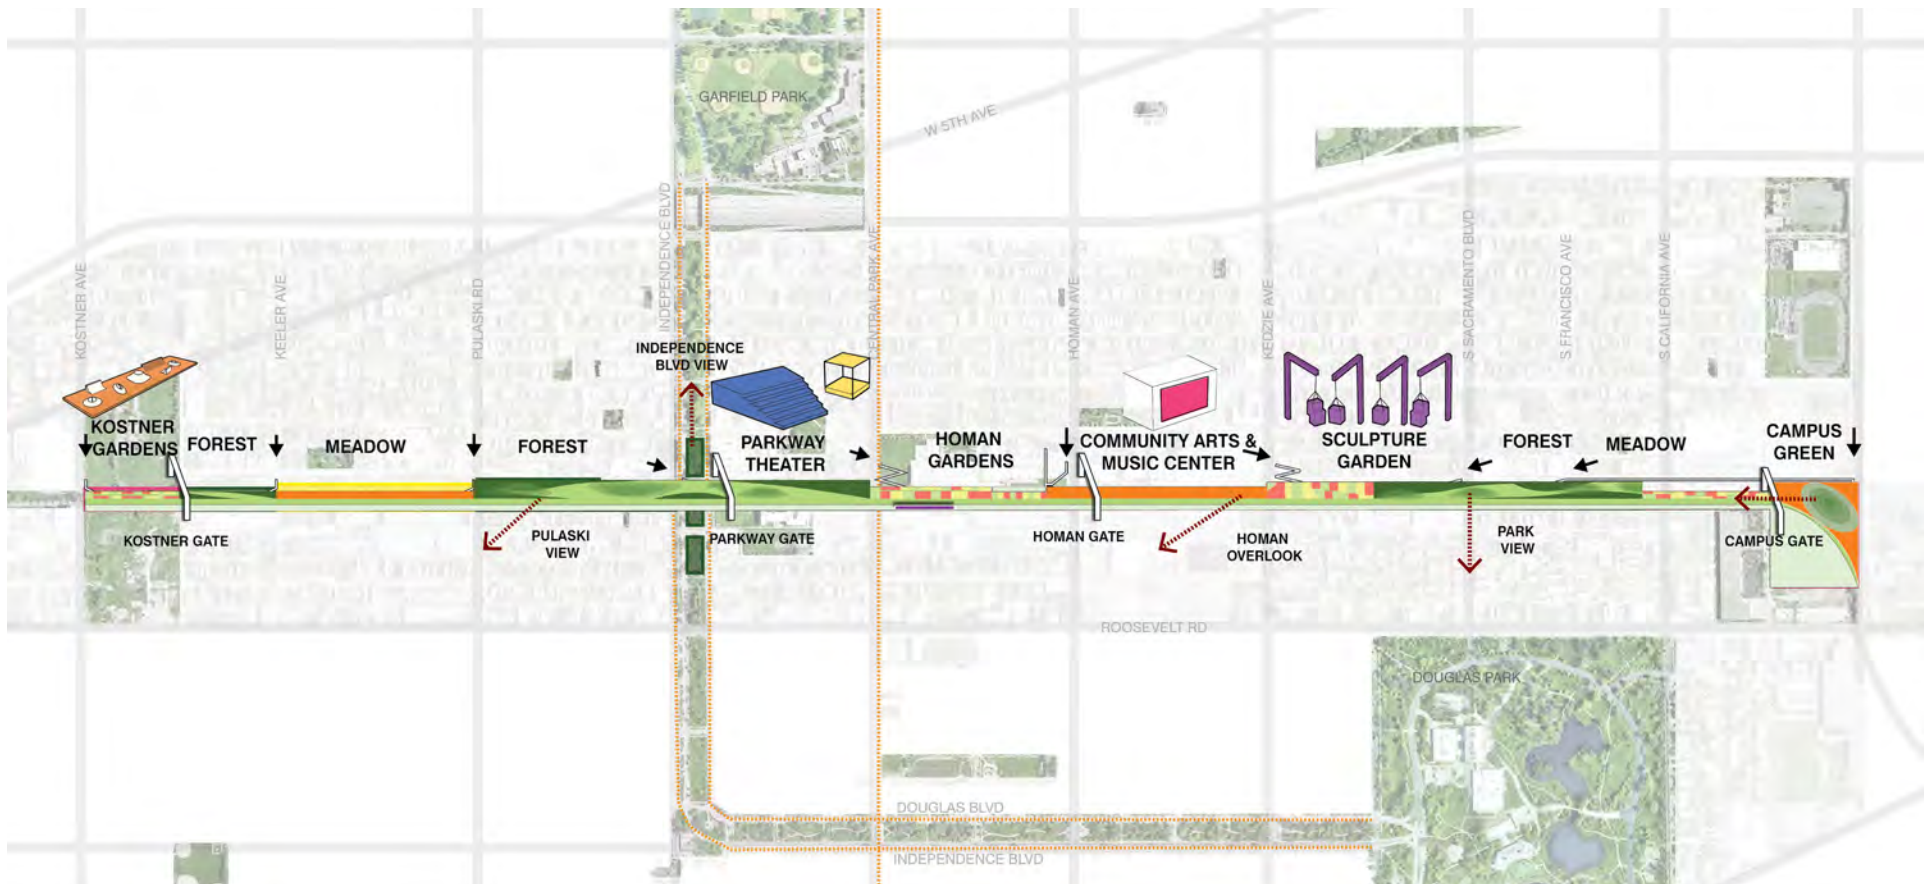 GARFIELD PARK
W 5TH AVE
KOSTNER AVE
KEELER AVE
PULASKI RD
INDEPENDENCE BLVD
CENTRAL PARK AVE
HOMAN AVE
KEDZIE AVE
S SACRAMENTO BLVD
S FRANCISCO AVE
S CALIFORNIA AVE
INDEPENDENCE
BLVD VIEW
KOSTNER
GARDENS
FOREST
MEADOW
FOREST
PARKWAY
THEATER
HOMAN
GARDENS
COMMUNITY ARTS &
MUSIC CENTER
SCULPTURE
GARDEN
FOREST
MEADOW
CAMPUS
GREEN
KOSTNER GATE
PULASKI
VIEW
PARKWAY GATE
HOMAN GATE
HOMAN
OVERLOOK
PARK
VIEW
CAMPUS GATE
ROOSEVELT RD
DOUGLAS PARK
DOUGLAS BLVD
INDEPENDENCE BLVD